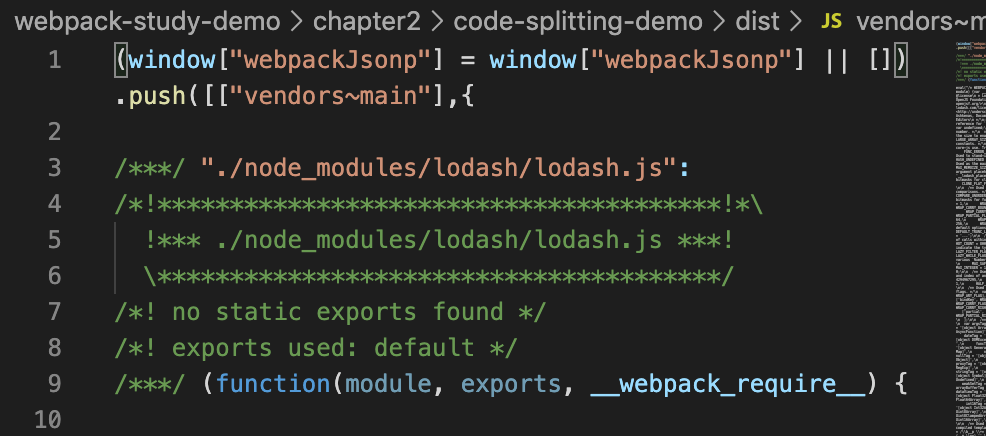 webpack-study-demo > chapter2 > code-splitting-demo > dist > JS vendors~m
1 (window["webpackJsonp"] = window["webpackJsonp"] || [])
.push([["vendors~main"],{
2
3 /***/ "./node_modules/lodash/lodash.js":
4 /*!***************************************!*\
5   !*** ./node_modules/lodash/lodash.js ***!
6   \***************************************/
7 /*! no static exports found */
8 /*! exports used: default */
9 /***/ (function(module, exports, __webpack_require__) {
10